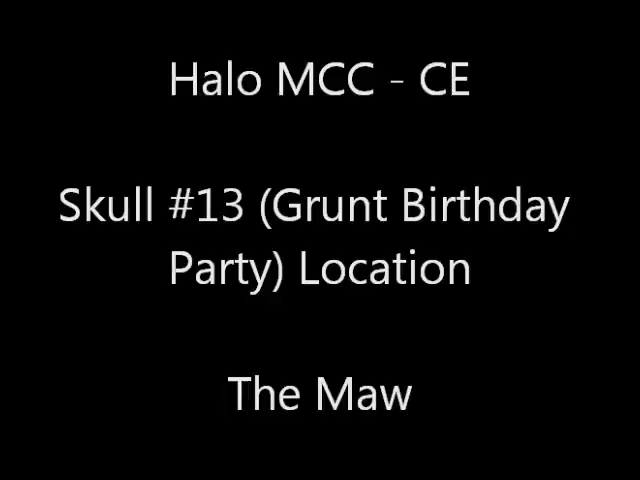 Halo MCC - CE
Skull #13 (Grunt Birthday
Party) Location
The Maw